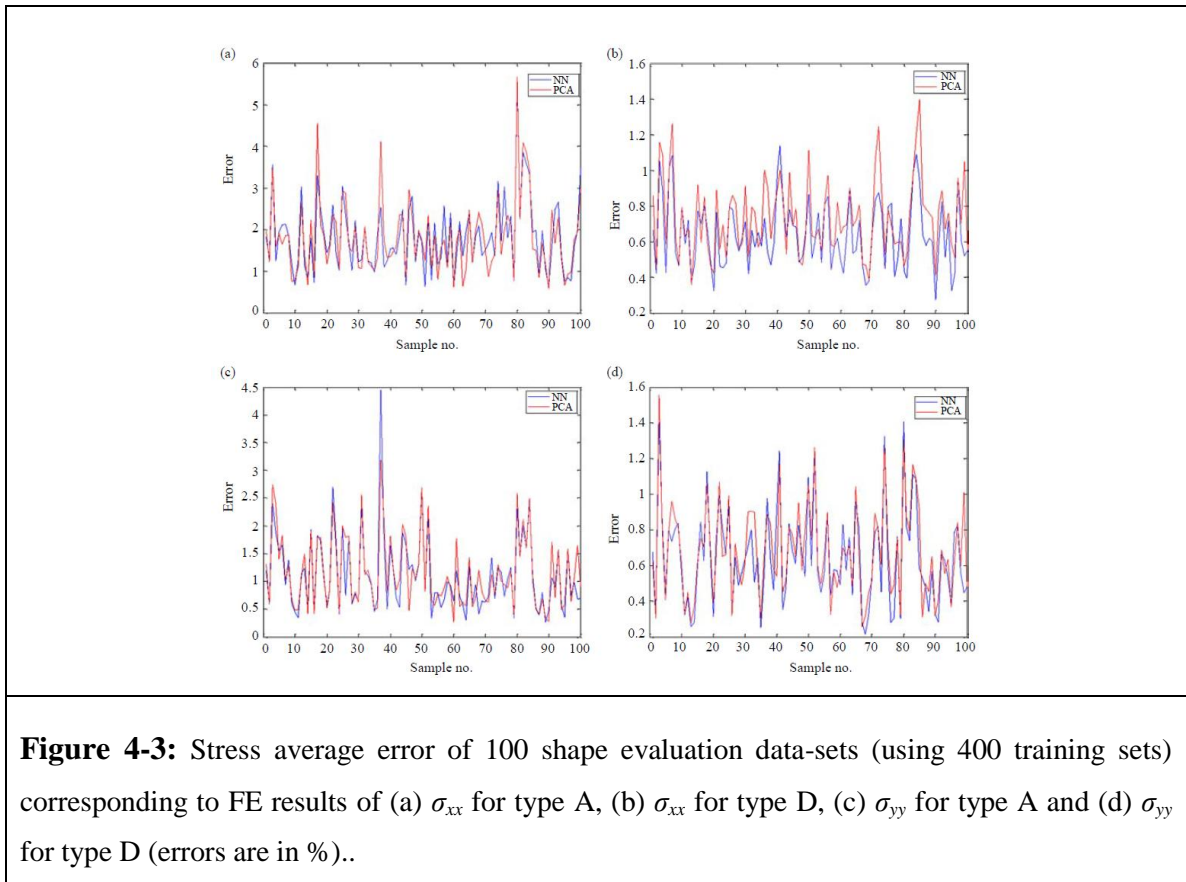 (a)
6
5
4
3
2
1
0
Error
NN
PCA
0 10 20 30 40 50 60 70 80 90 100
Sample no.
(b)
1.6
1.4
1.2
1
0.8
0.6
0.4
0.2
Error
NN
PCA
0 10 20 30 40 50 60 70 80 90 100
Sample no.
(c)
4.5
4
3.5
3
2.5
2
1.5
1
0.5
0
Error
NN
PCA
0 10 20 30 40 50 60 70 80 90 100
Sample no.
(d)
1.6
1.4
1.2
1
0.8
0.6
0.4
0.2
Error
NN
PCA
0 10 20 30 40 50 60 70 80 90 100
Sample no.
Figure 4-3: Stress average error of 100 shape evaluation data-sets (using 400 training sets)
corresponding to FE results of (a) σxx for type A, (b) σxx for type D, (c) σyy for type A and (d) σyy
for type D (errors are in %)..